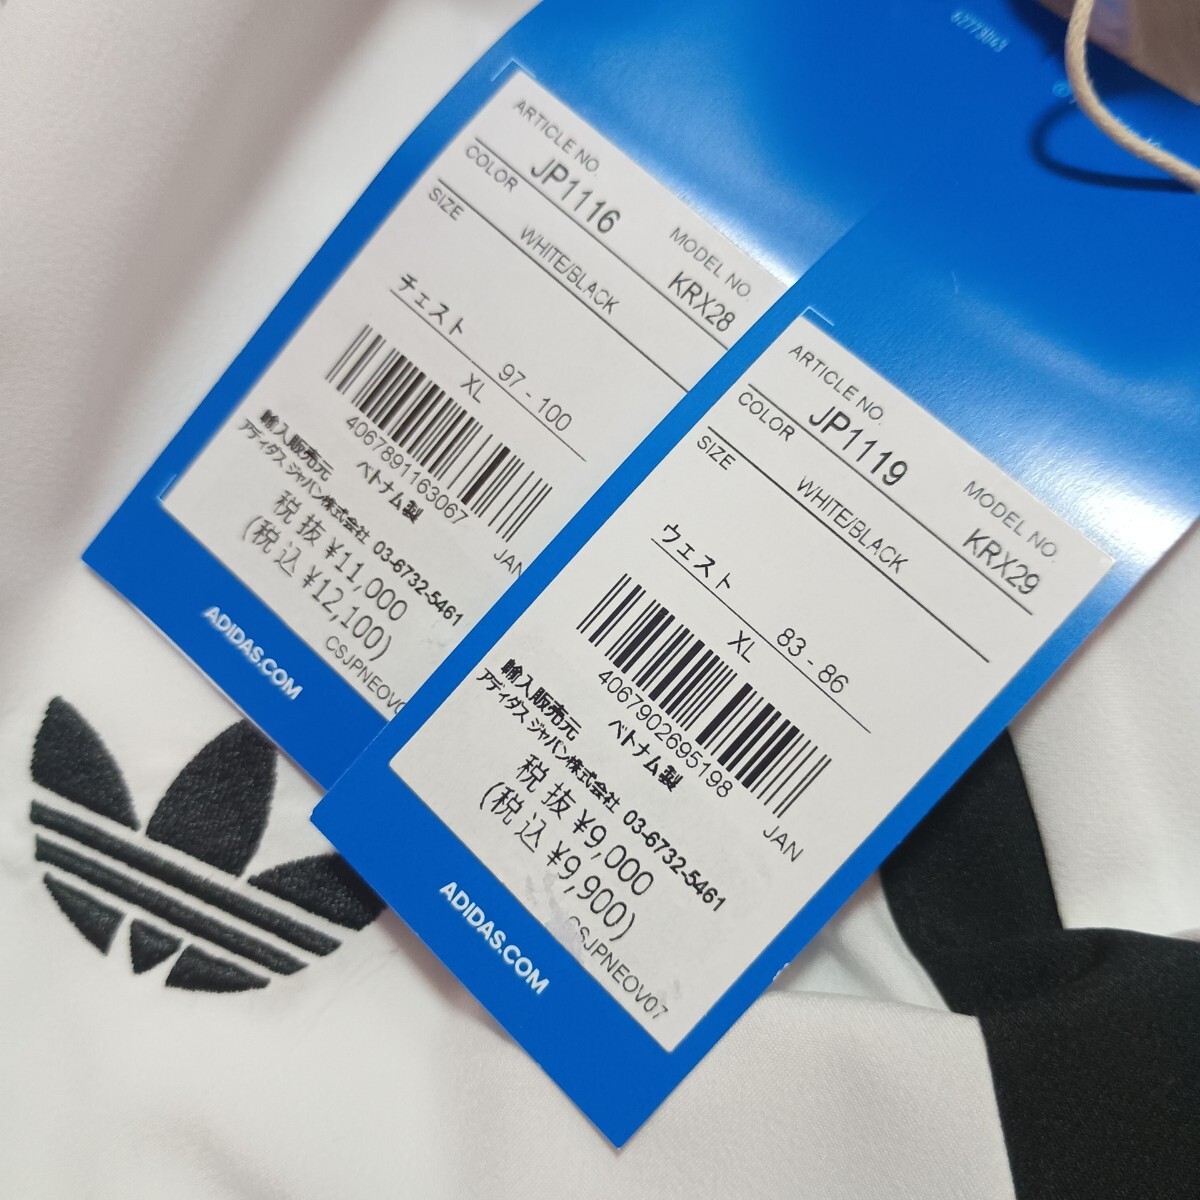 62779043
ARTICLE NO.
JP1116
MODEL NO.
KRX28
COLOR
WHITE/BLACK
SIZE
チェスト 97 - 100
XL
4067891163067
JAN
ベトナム製
輸入販売元
アディダス ジャパン株式会社 03-6732-5461
税抜 ¥11,000
(税込 ¥12,100)
ADIDAS.COM
ARTICLE NO.
JP1119
MODEL NO.
KRX29
COLOR
WHITE/BLACK
SIZE
ウエスト 83 - 86
XL
4067902695198
JAN
ベトナム製
輸入販売元
アディダス ジャパン株式会社 03-6732-5461
税抜 ¥9,000
(税込 ¥9,900)
CSJPNEOV07
ADIDAS.COM